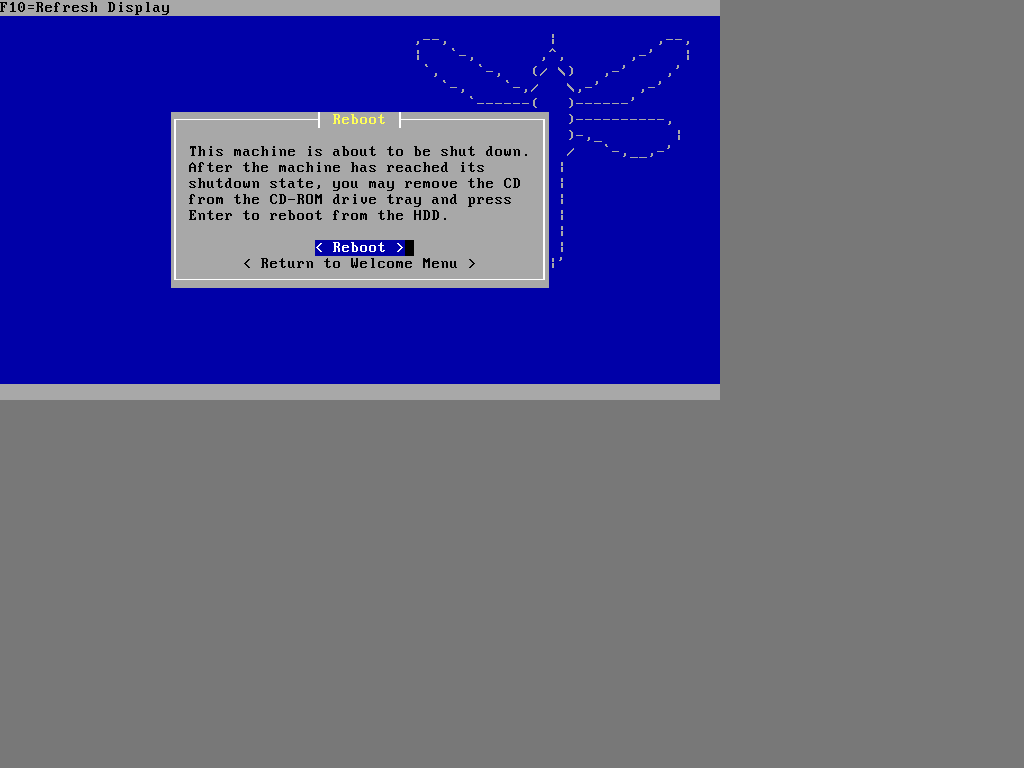 F10=Refresh Display
Reboot
This machine is about to be shut down.
After the machine has reached its
shutdown state, you may remove the CD
from the CD-ROM drive tray and press
Enter to reboot from the HDD.
< Reboot >
< Return to Welcome Menu >